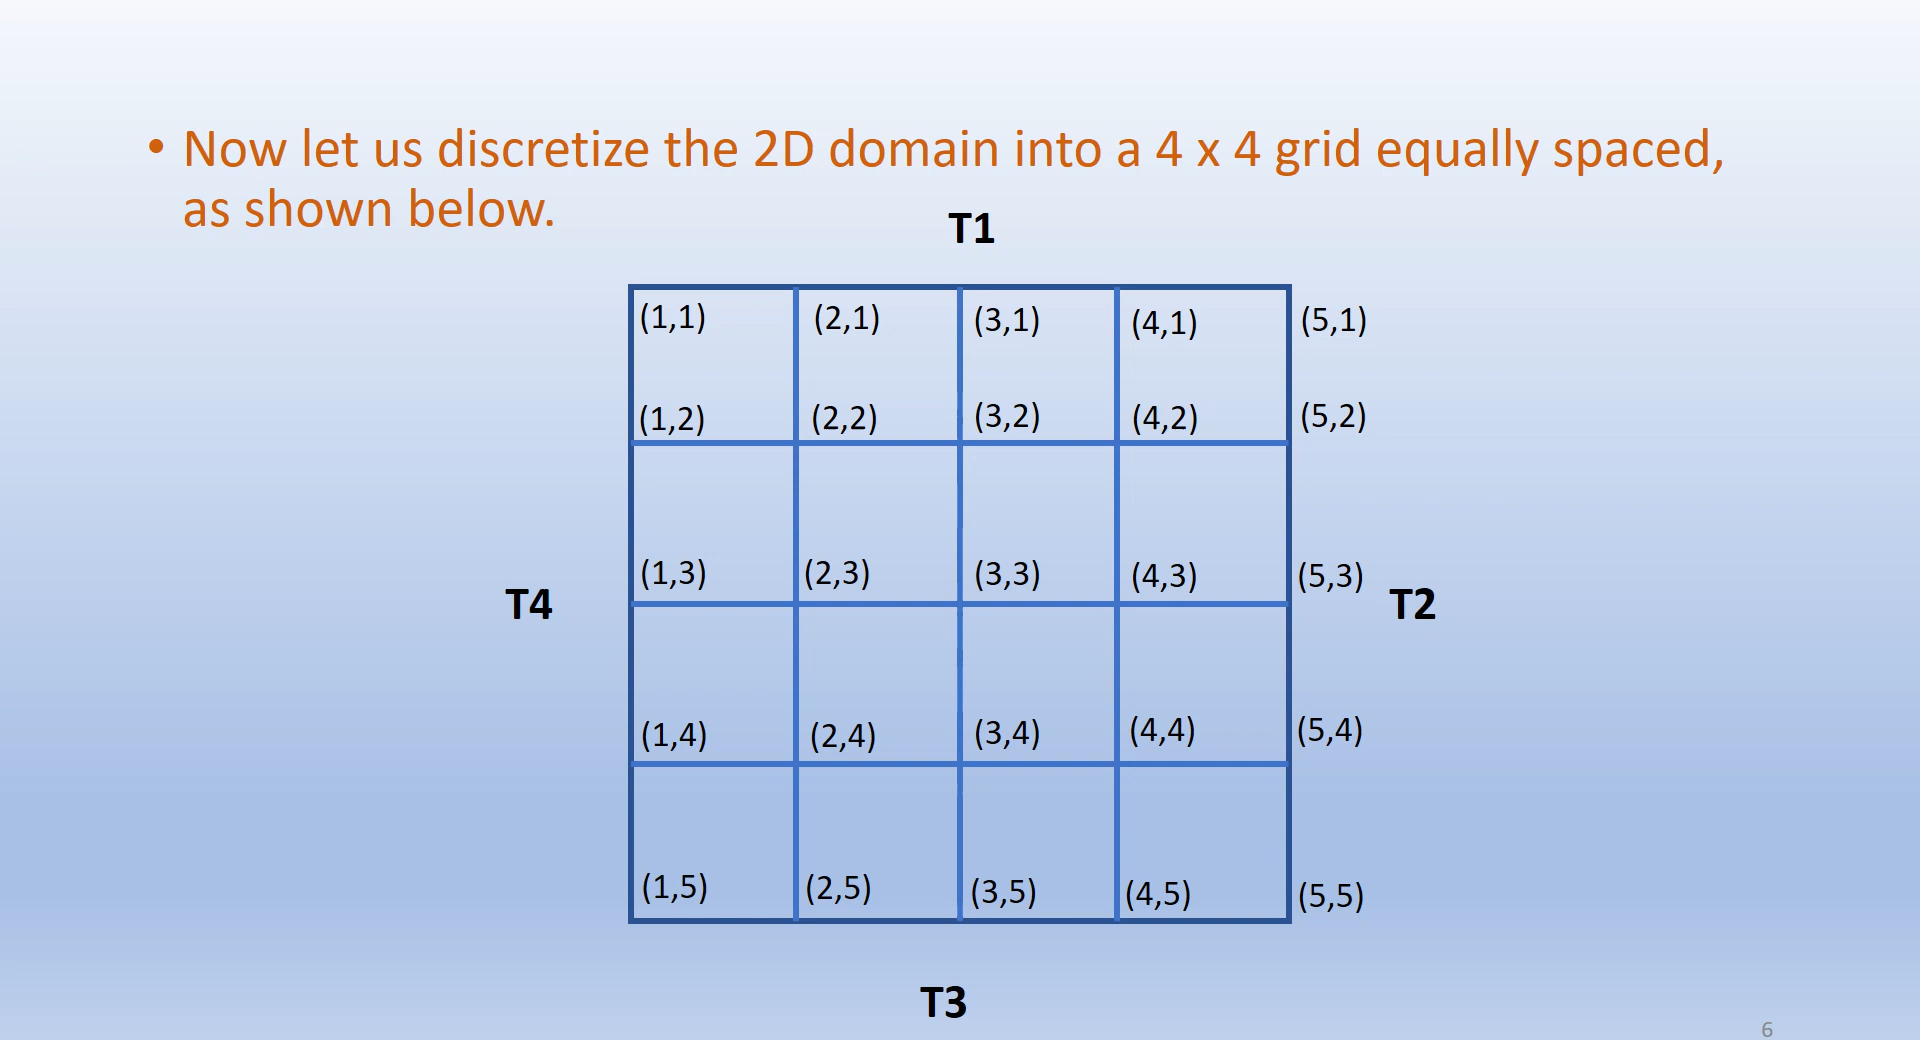 • Now let us discretize the 2D domain into a 4 x 4 grid equally spaced,
as shown below.
T1
(1,1) (2,1) (3,1) (4,1) (5,1)
(1,2) (2,2) (3,2) (4,2) (5,2)
(1,3) (2,3) (3,3) (4,3) (5,3)
T4 T2
(1,4) (2,4) (3,4) (4,4) (5,4)
(1,5) (2,5) (3,5) (4,5) (5,5)
T3
6